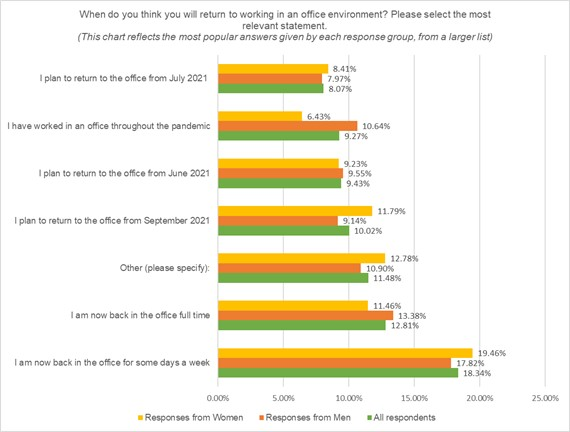 When do you think you will return to working in an office environment? Please select the most
relevant statement.
(This chart reflects the most popular answers given by each response group, from a larger list)
I plan to return to the office from July 2021
8.41%
7.97%
8.07%
I have worked in an office throughout the pandemic
6.43%
10.64%
9.27%
I plan to return to the office from June 2021
9.23%
9.55%
9.43%
I plan to return to the office from September 2021
11.79%
9.14%
10.02%
Other (please specify):
12.78%
10.90%
11.48%
I am now back in the office full time
11.46%
13.38%
12.81%
I am now back in the office for some days a week
19.46%
17.82%
18.34%
0.00% 5.00% 10.00% 15.00% 20.00% 25.00%
Responses from Women Responses from Men All respondents